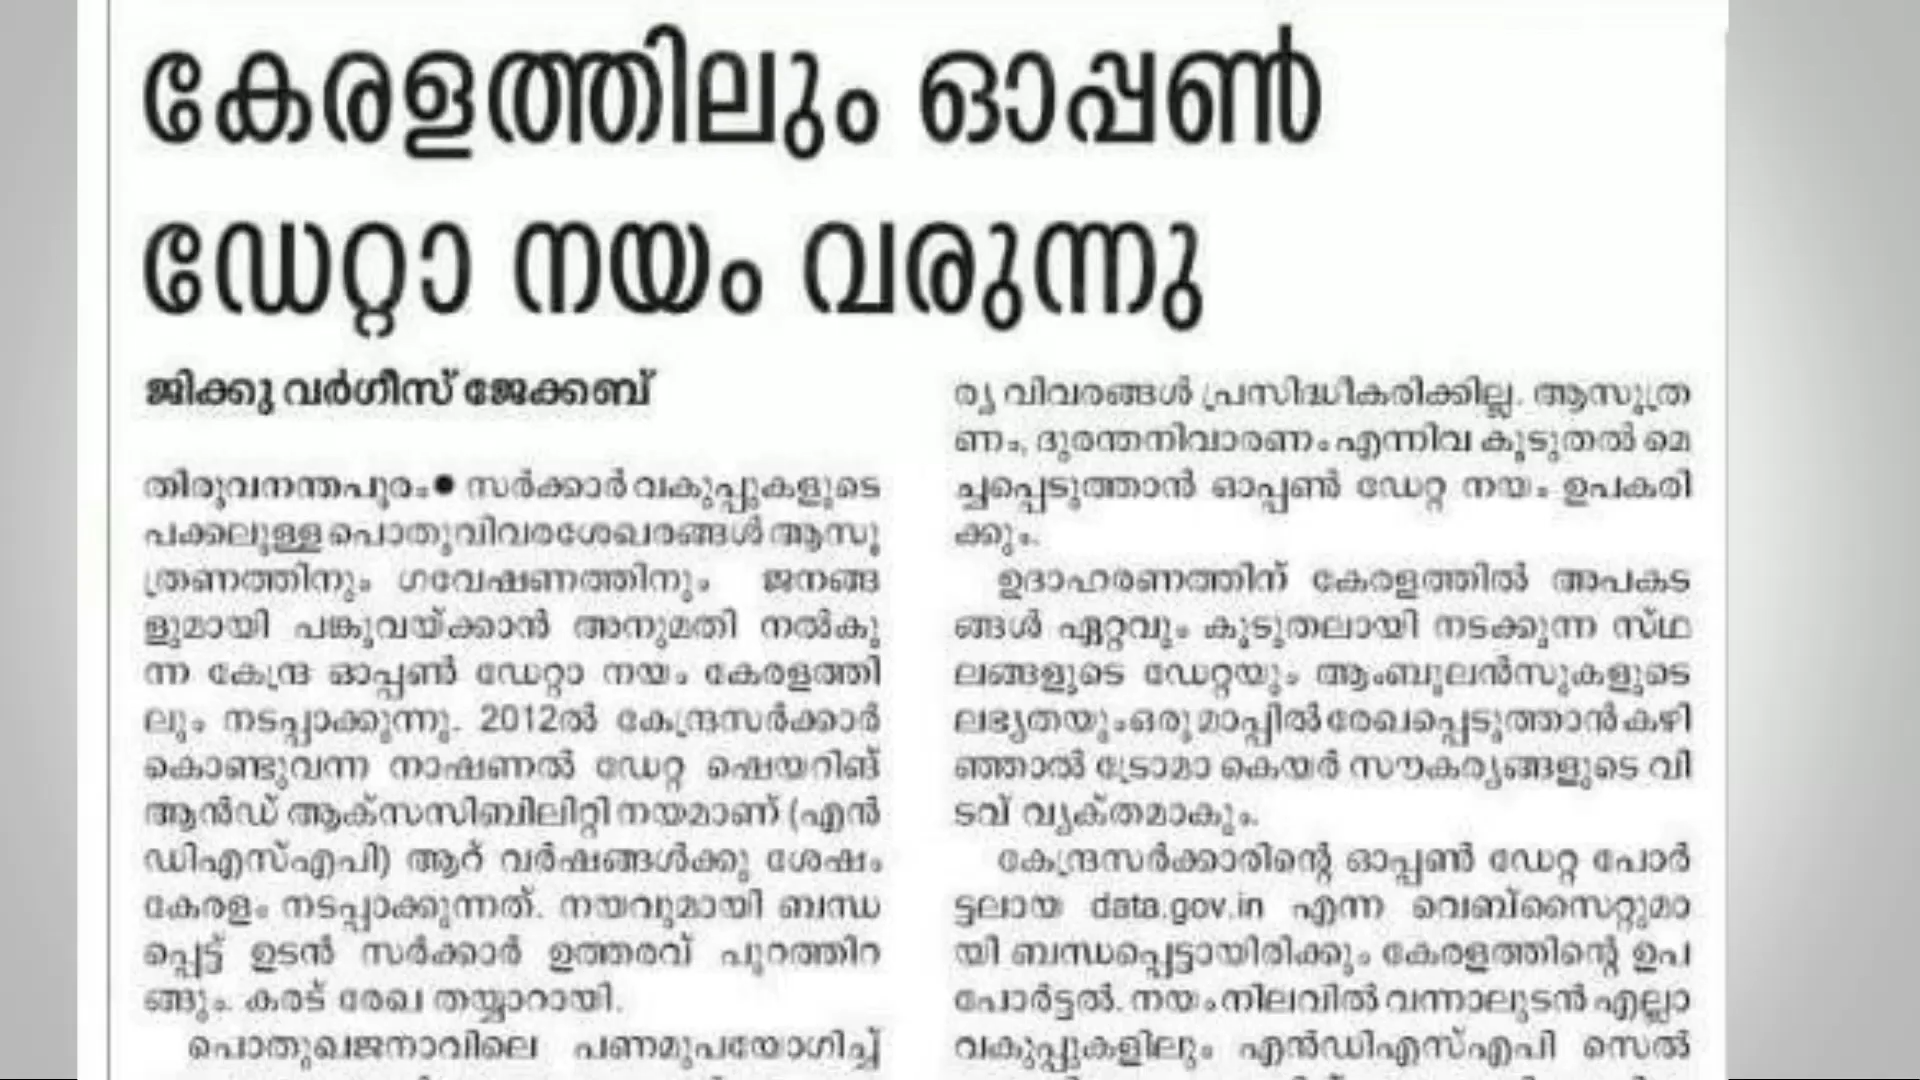 കേരളത്തിലും ഓപ്പൺ
ഡേറ്റാ നയം വരുന്നു
ജിക്കു വർഗീസ് ജേക്കബ്
തിരുവനന്തപുരം● സർക്കാർ വകുപ്പുകളുടെ
പക്കലുള്ള പൊതുവിവരശേഖരങ്ങൾ ആസൂ
ത്രണത്തിനും ഗവേഷണത്തിനും ജനങ്ങ
ളുമായി പങ്കുവയ്ക്കാൻ അനുമതി നൽകു
ന്ന കേന്ദ്ര ഓപ്പൺ ഡേറ്റാ നയം കേരളത്തി
ലും നടപ്പാക്കുന്നു. 2012ൽ കേന്ദ്രസർക്കാർ
കൊണ്ടുവന്ന നാഷണൽ ഡേറ്റ ഷെയറിങ്
ആൻഡ് ആക്സസിബിലിറ്റി നയമാണ് (എൻ
ഡിഎസ്എപി) ആറ് വർഷങ്ങൾക്കു ശേഷം
കേരളം നടപ്പാക്കുന്നത്. നയവുമായി ബന്ധ
പ്പെട്ട് ഉടൻ സർക്കാർ ഉത്തരവ് പുറത്തിറ
ങ്ങും. കരട് രേഖ തയ്യാറായി.
പൊതുഖജനാവിലെ പണമുപയോഗിച്ച്
ര്യ വിവരങ്ങൾ പ്രസിദ്ധീകരിക്കില്ല. ആസൂത്ര
ണം, ദുരന്തനിവാരണം എന്നിവ കൂടുതൽ മെ
ച്ചപ്പെടുത്താൻ ഓപ്പൺ ഡേറ്റ നയം ഉപകരി
ക്കും.
ഉദാഹരണത്തിന് കേരളത്തിൽ അപകട
ങ്ങൾ ഏറ്റവും കൂടുതലായി നടക്കുന്ന സ്ഥ
ലങ്ങളുടെ ഡേറ്റയും ആംബുലൻസുകളുടെ
ലഭ്യതയും ഒരു മാപ്പിൽ രേഖപ്പെടുത്താൻ കഴി
ഞ്ഞാൽ ട്രോമാ കെയർ സൗകര്യങ്ങളുടെ വി
ടവ് വ്യക്തമാകും.
കേന്ദ്രസർക്കാരിന്റെ ഓപ്പൺ ഡേറ്റ പോർ
ട്ടലായ data.gov.in എന്ന വെബ്സൈറ്റുമാ
യി ബന്ധപ്പെട്ടായിരിക്കും കേരളത്തിന്റെ ഉപ
പോർട്ടൽ. നയം നിലവിൽ വന്നാലുടൻ എല്ലാ
വകുപ്പുകളിലും എൻഡിഎസ്എപി സെൽ